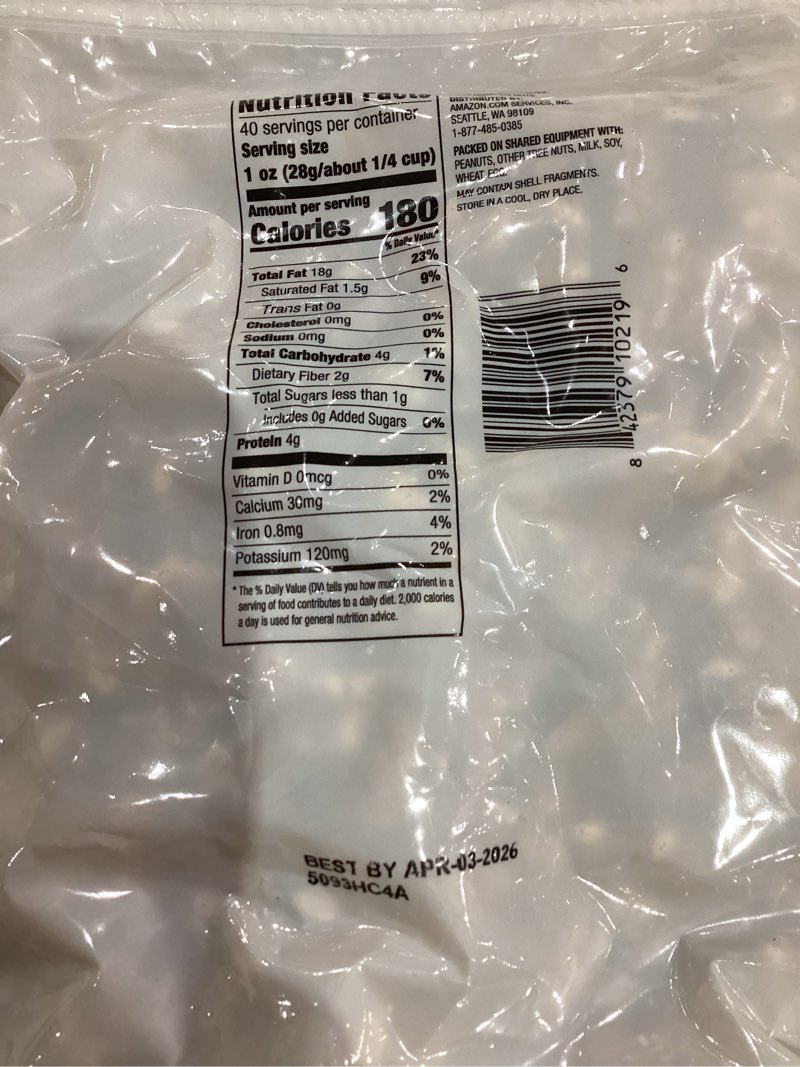 Nutrition Facts
40 servings per container
Serving size
1 oz (28g/about 1/4 cup)
Amount per serving
Calories 180
% Daily Value*
Total Fat 18g 23%
Saturated Fat 1.5g 9%
Trans Fat 0g
Cholesterol 0mg 0%
Sodium 0mg 0%
Total Carbohydrate 4g 1%
Dietary Fiber 2g 7%
Total Sugars less than 1g
Includes 0g Added Sugars 0%
Protein 4g
Vitamin D 0mcg 0%
Calcium 30mg 2%
Iron 0.8mg 4%
Potassium 120mg 2%
* The % Daily Value (DV) tells you how much a nutrient in a
serving of food contributes to a daily diet. 2,000 calories
a day is used for general nutrition advice.
DISTRIBUTED BY:
AMAZON.COM SERVICES, INC.
SEATTLE, WA 98109
1-877-485-0385
PACKED ON SHARED EQUIPMENT WITH:
PEANUTS, OTHER TREE NUTS, MILK, SOY,
WHEAT, EGG.
MAY CONTAIN SHELL FRAGMENTS.
STORE IN A COOL, DRY PLACE.
8 42379 10219 6
BEST BY APR-03-2026
5093HC4A